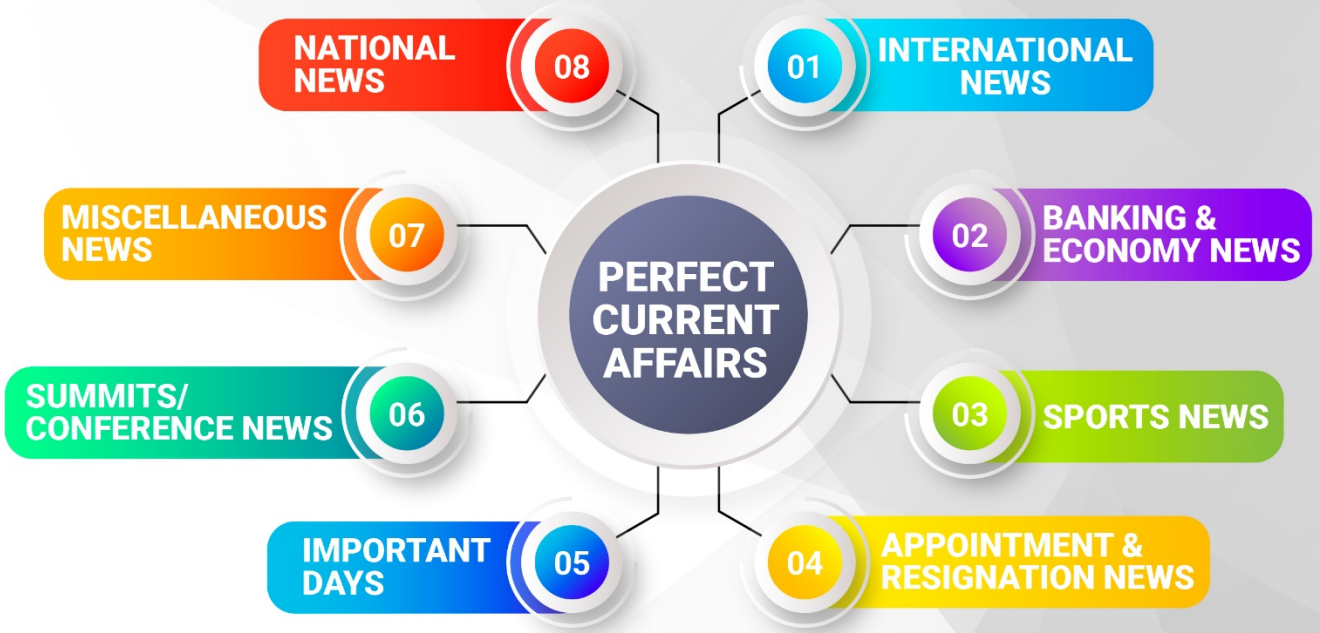 PERFECT
CURRENT
AFFAIRS
01
INTERNATIONAL
NEWS
02
BANKING &
ECONOMY NEWS
03
SPORTS NEWS
04
APPOINTMENT &
RESIGNATION NEWS
05
IMPORTANT
DAYS
06
SUMMITS/
CONFERENCE NEWS
07
MISCELLANEOUS
NEWS
08
NATIONAL
NEWS